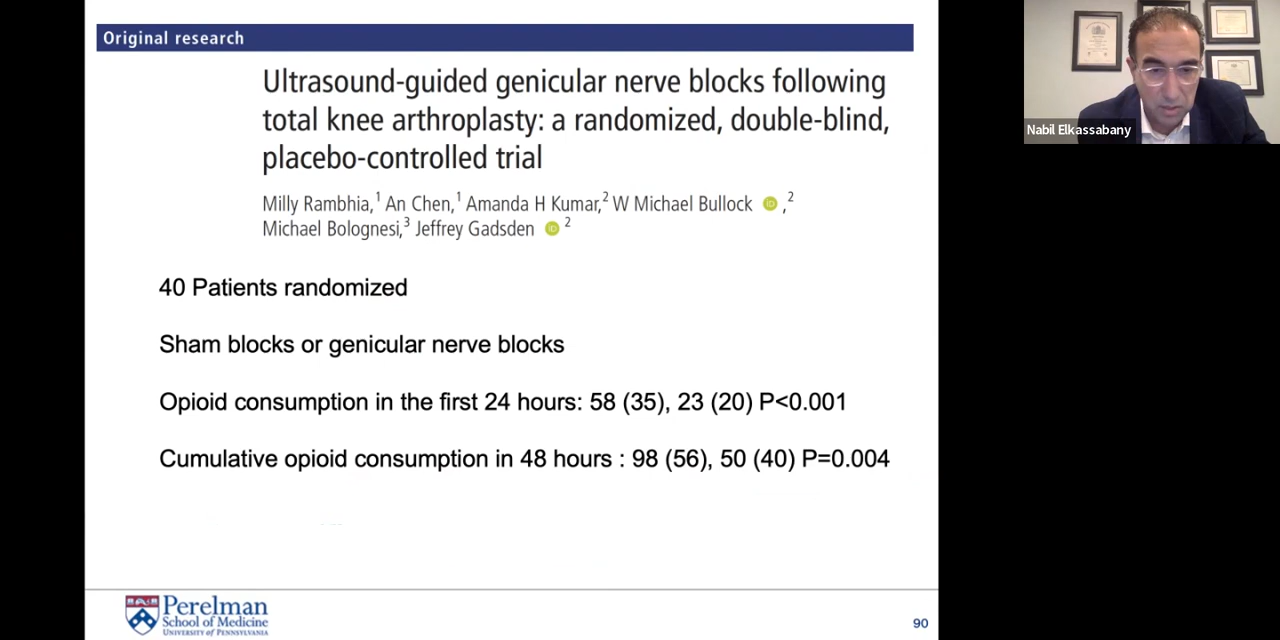 Original research
Ultrasound-guided genicular nerve blocks following
total knee arthroplasty: a randomized, double-blind,
placebo-controlled trial
Milly Rambhia,¹ An Chen,¹ Amanda H Kumar,² W Michael Bullock iD ,²
Michael Bolognesi,³ Jeffrey Gadsden iD ²
40 Patients randomized
Sham blocks or genicular nerve blocks
Opioid consumption in the first 24 hours: 58 (35), 23 (20) P<0.001
Cumulative opioid consumption in 48 hours : 98 (56), 50 (40) P=0.004
Perelman
School of Medicine
UNIVERSITY of PENNSYLVANIA
90
Nabil Elkassabany